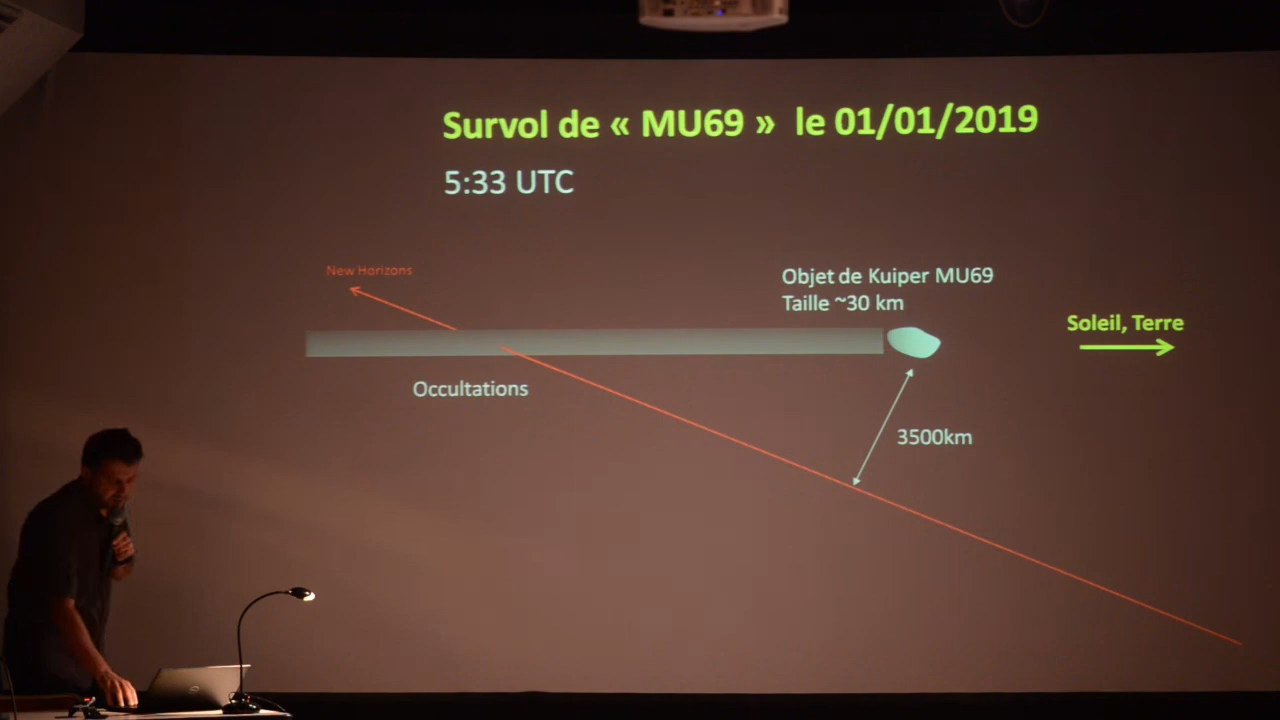 Survol de « MU69 » le 01/01/2019
5:33 UTC
New Horizons
Objet de Kuiper MU69
Taille ~30 km
Soleil, Terre
Occultations
3500km